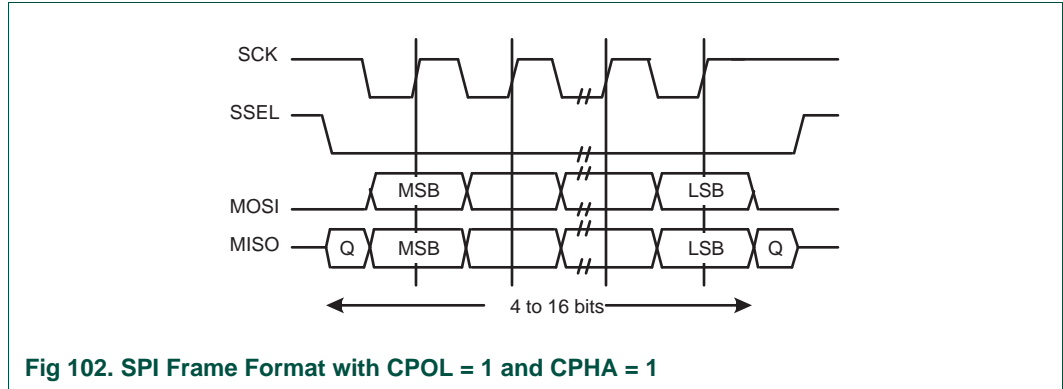 SCK
SSEL
MOSI MSB LSB
MISO Q MSB LSB Q
4 to 16 bits
Fig 102. SPI Frame Format with CPOL = 1 and CPHA = 1